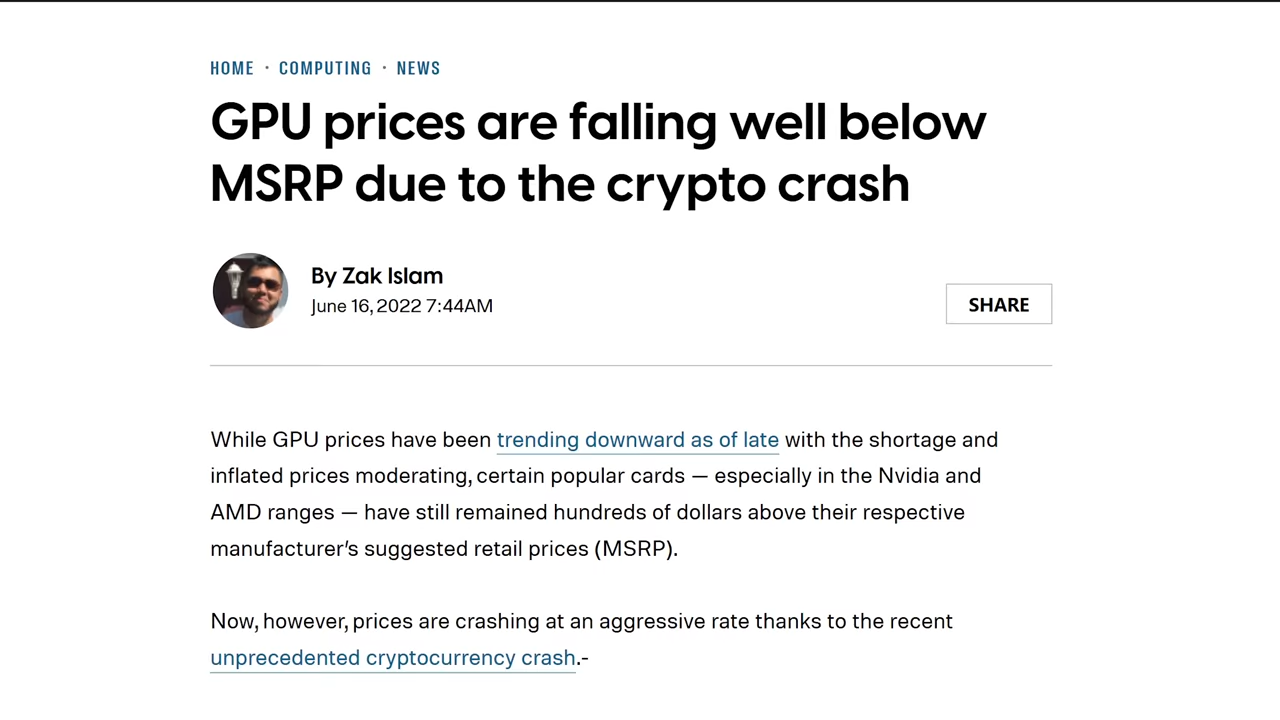 HOME · COMPUTING · NEWS
GPU prices are falling well below
MSRP due to the crypto crash
By Zak Islam
June 16, 2022 7:44AM
SHARE
While GPU prices have been trending downward as of late with the shortage and
inflated prices moderating, certain popular cards — especially in the Nvidia and
AMD ranges — have still remained hundreds of dollars above their respective
manufacturer's suggested retail prices (MSRP).
Now, however, prices are crashing at an aggressive rate thanks to the recent
unprecedented cryptocurrency crash.-